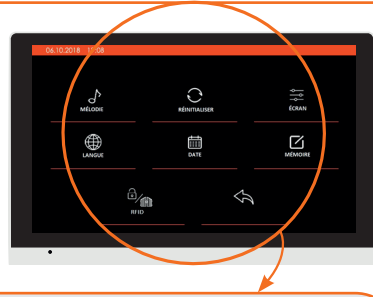 06.10.2018 11:08
MÉLODIE RÉINITIALISER ÉCRAN
LANGUE DATE MÉMOIRE
RFID